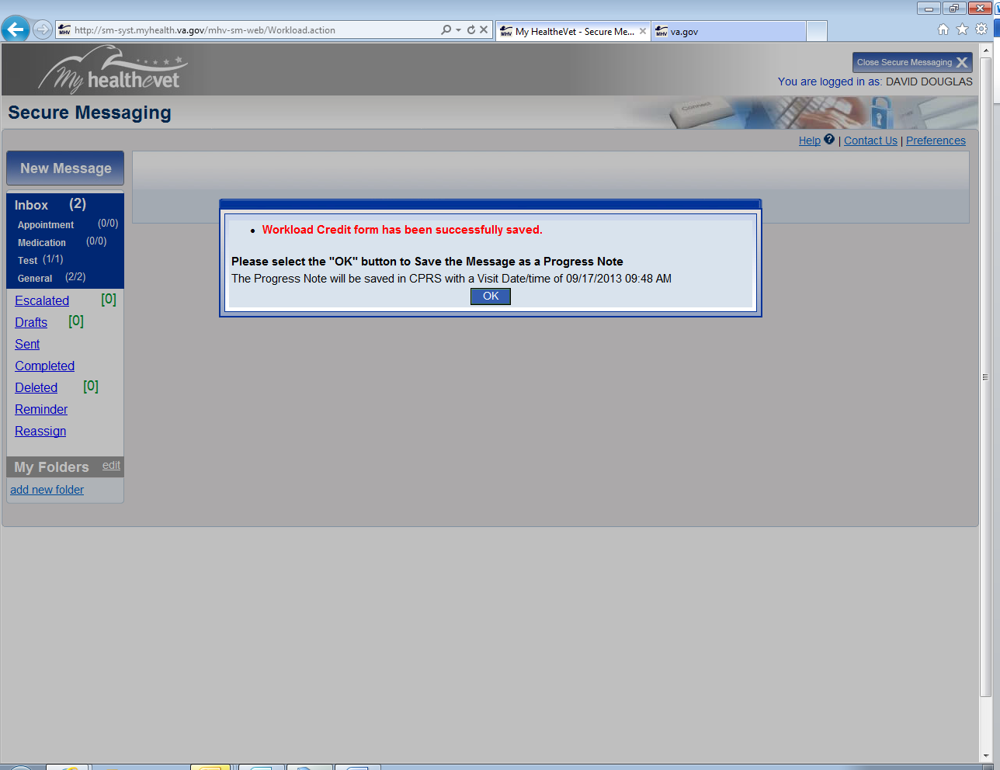 http://sm-syst.myhealth.va.gov/mhv-sm-web/Workload.action
MHV My HealtheVet - Secure Me...
MHV va.gov
My healthevet
Close Secure Messaging X
You are logged in as: DAVID DOUGLAS
Secure Messaging
Connect
Help ? | Contact Us | Preferences
New Message
Inbox (2)
Appointment (0/0)
Medication (0/0)
Test (1/1)
General (2/2)
Escalated [0]
Drafts [0]
Sent
Completed
Deleted [0]
Reminder
Reassign
My Folders edit
add new folder
• Workload Credit form has been successfully saved.
Please select the "OK" button to Save the Message as a Progress Note
The Progress Note will be saved in CPRS with a Visit Date/time of 09/17/2013 09:48 AM
OK